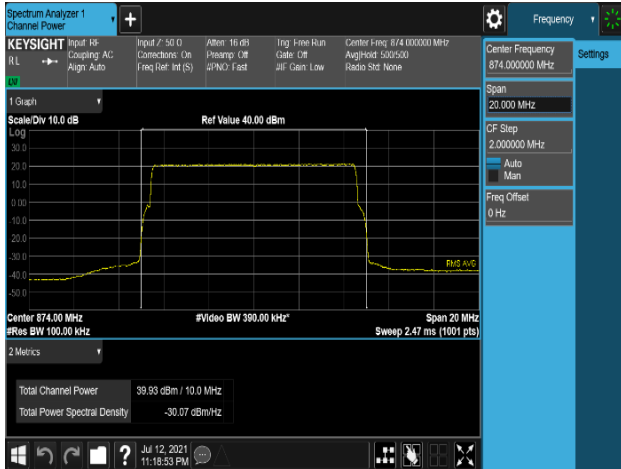 Spectrum Analyzer 1
Channel Power
Frequency
KEYSIGHT
Input: RF
Input Z: 50 Ω
Atten: 16 dB
Trig: Free Run
Center Freq: 874.000000 MHz
RL
Coupling: AC
Corrections: On
Preamp: Off
Gate: Off
Avg|Hold: 500/500
Align: Auto
Freq Ref: Int (S)
#PNO: Fast
#IF Gain: Low
Radio Std: None
1 Graph
Scale/Div 10.0 dB
Ref Value 40.00 dBm
Log
30.0
20.0
10.0
0.00
-10.0
-20.0
-30.0
-40.0
-50.0
RMS AVG
Center 874.00 MHz
#Video BW 390.00 kHz*
Span 20 MHz
#Res BW 100.00 kHz
Sweep 2.47 ms (1001 pts)
2 Metrics
Total Channel Power
39.93 dBm / 10.0 MHz
Total Power Spectral Density
-30.07 dBm/Hz
Jul 12, 2021
11:18:53 PM
Center Frequency
874.000000 MHz
Settings
Span
20.000 MHz
CF Step
2.000000 MHz
Auto
Man
Freq Offset
0 Hz